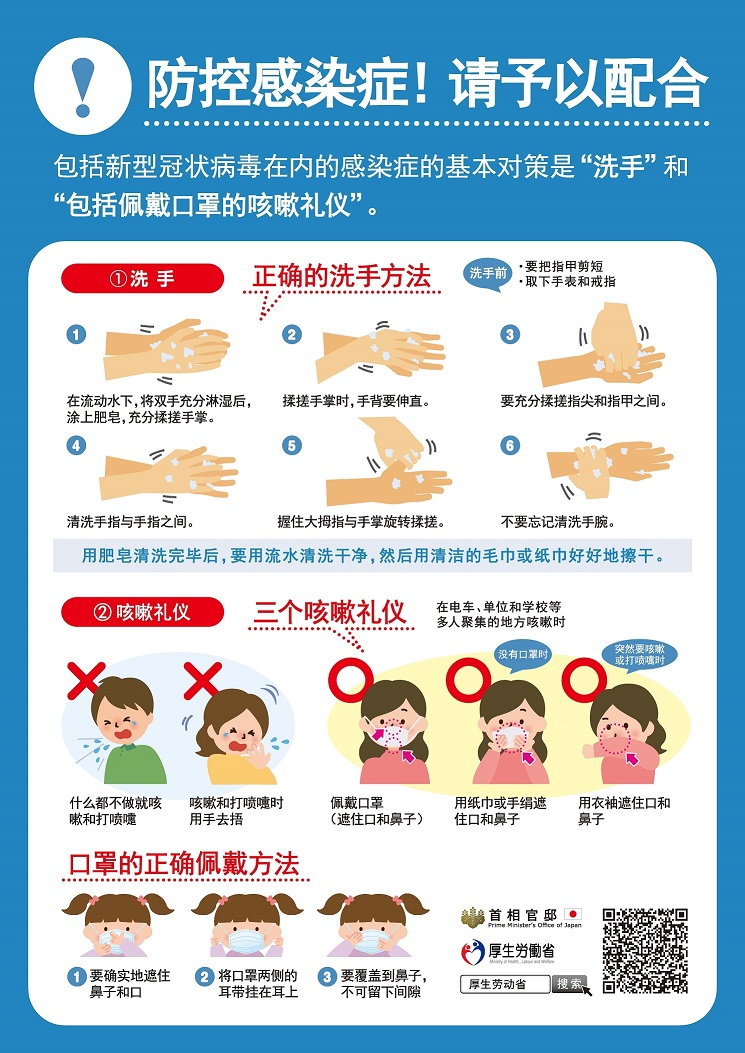 防控感染症！请予以配合
包括新型冠状病毒在内的感染症的基本对策是“洗手”和
“包括佩戴口罩的咳嗽礼仪”。
①洗 手
正确的洗手方法
洗手前
·要把指甲剪短
·取下手表和戒指
1
在流动水下，将双手充分淋湿后，
涂上肥皂，充分揉搓手掌。
2
揉搓手掌时，手背要伸直。
3
要充分揉搓指尖和指甲之间。
4
清洗手指与手指之间。
5
握住大拇指与手掌旋转揉搓。
6
不要忘记清洗手腕。
用肥皂清洗完毕后，要用流水清洗干净，然后用清洁的毛巾或纸巾好好地擦干。
②咳嗽礼仪
三个咳嗽礼仪
在电车、单位和学校等
多人聚集的地方咳嗽时
什么都不做就咳
嗽和打喷嚏
咳嗽和打喷嚏时
用手去捂
佩戴口罩
（遮住口和鼻子）
没有口罩时
用纸巾或手绢遮
住口和鼻子
突然要咳嗽
或打喷嚏时
用衣袖遮住口和
鼻子
口罩的正确佩戴方法
1 要确实地遮住
鼻子和口
2 将口罩两侧的
耳带挂在耳上
3 要覆盖到鼻子，
不可留下间隙
首相官邸
Prime Minister's Office of Japan
厚生労働省
Ministry of Health, Labour and Welfare
厚生劳动省 搜索